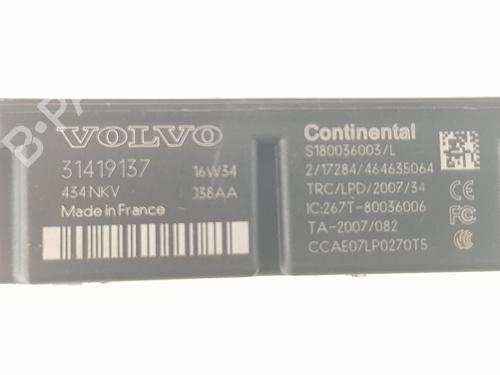 VOLVO
31419137 16W34
434NKV J38AA
Made in France
Continental
S180036003/L
2/17284/464635064
TRC/LPD/2007/34
IC:267T-80036006
TA-2007/082
CCAE07LP0270T5
CE
FC
B-PA